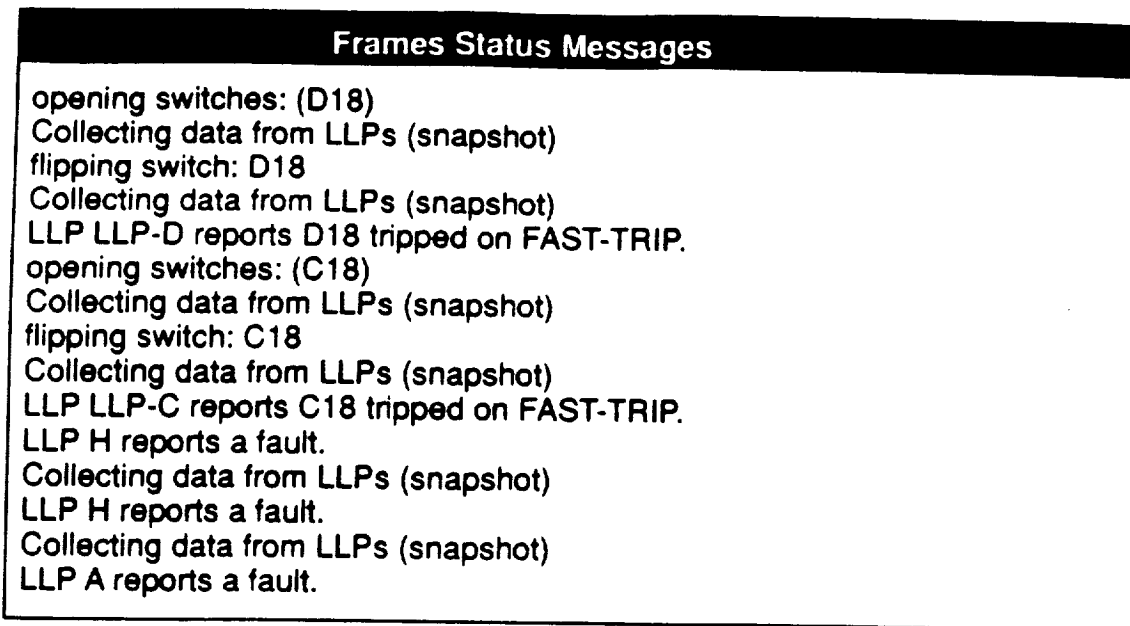 Frames Status Messages
opening switches: (D18)
Collecting data from LLPs (snapshot)
flipping switch: D18
Collecting data from LLPs (snapshot)
LLP LLP-D reports D18 tripped on FAST-TRIP.
opening switches: (C18)
Collecting data from LLPs (snapshot)
flipping switch: C18
Collecting data from LLPs (snapshot)
LLP LLP-C reports C18 tripped on FAST-TRIP.
LLP H reports a fault.
Collecting data from LLPs (snapshot)
LLP H reports a fault.
Collecting data from LLPs (snapshot)
LLP A reports a fault.